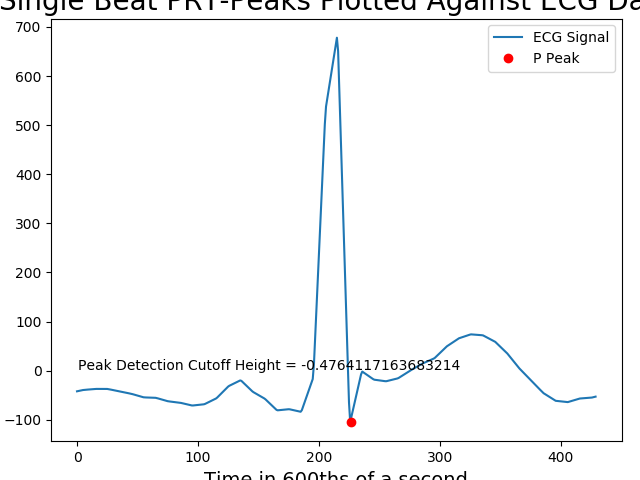 Single Beat PRT-Peaks Plotted Against ECG Da
ECG Signal
P Peak
700
600
500
400
300
200
100
0
−100
Peak Detection Cutoff Height = -0.4764117163683214
0 100 200 300 400
Time in 600ths of a second